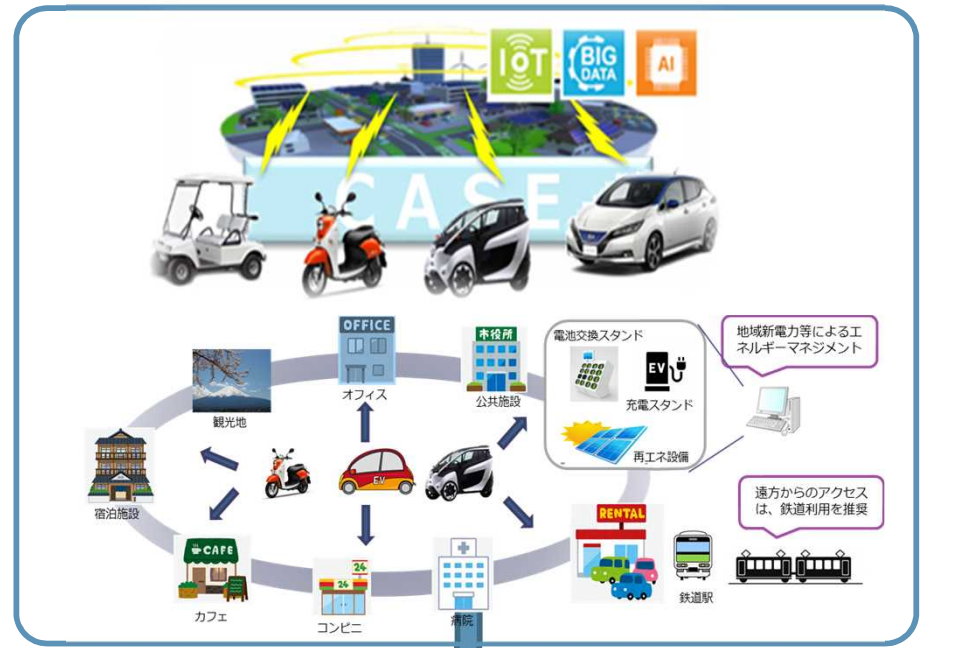 IoT
BIG
DATA
AI
CASE
OFFICE
オフィス
市役所
公共施設
電池交換スタンド
EV
充電スタンド
再エネ設備
地域新電力等によるエ
ネルギーマネジメント
観光地
宿泊施設
EV
遠方からのアクセス
は、鉄道利用を推奨
RENTAL
鉄道駅
CAFE
カフェ
24
24
コンビニ
病院